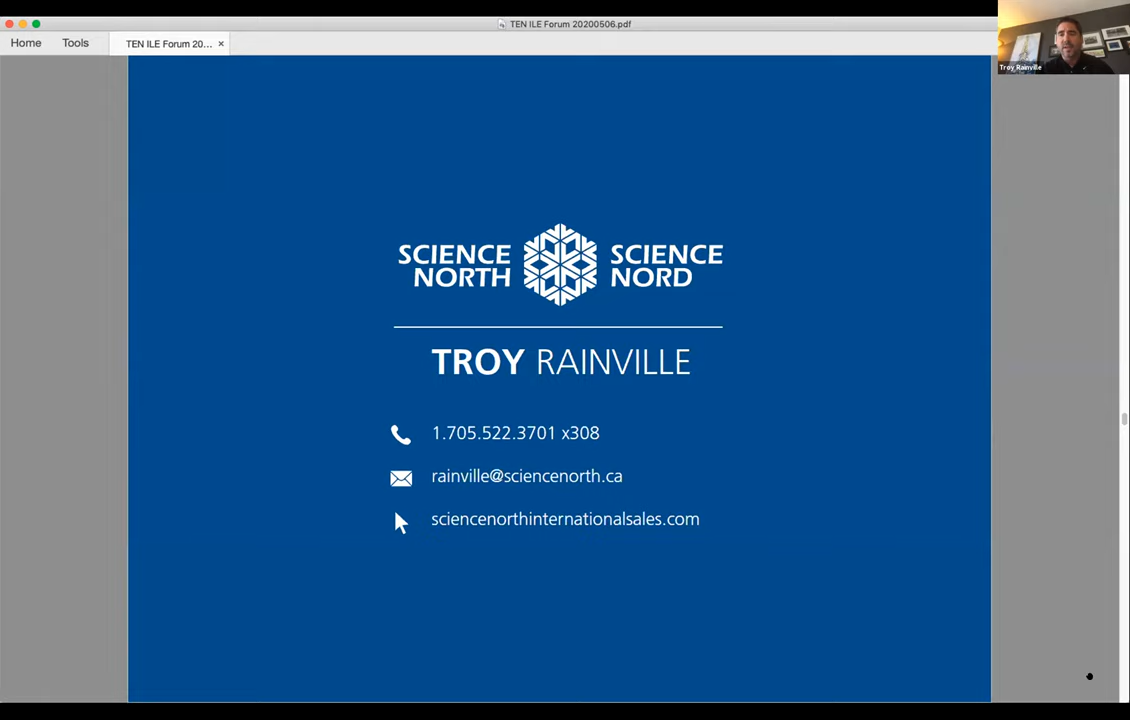 TEN ILE Forum 20200506.pdf
Home Tools TEN ILE Forum 20... ×
Troy Rainville
SCIENCE NORTH
SCIENCE NORD
TROY RAINVILLE
1.705.522.3701 x308
rainville@sciencenorth.ca
sciencenorthinternationalsales.com